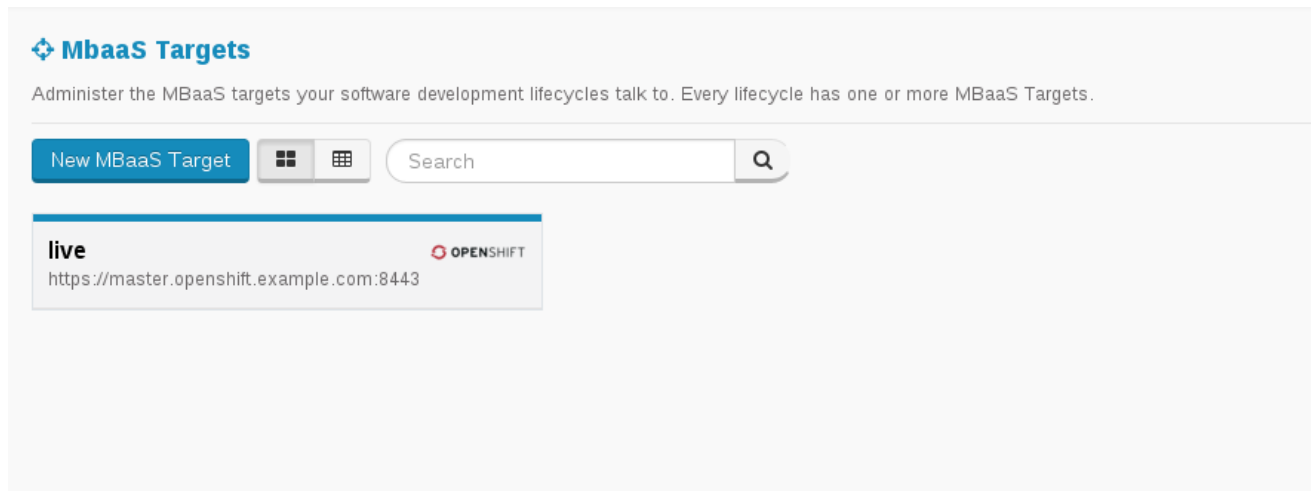 MbaaS Targets
Administer the MBaaS targets your software development lifecycles talk to. Every lifecycle has one or more MBaaS Targets.
New MBaaS Target
Search
live
OPENSHIFT
https://master.openshift.example.com:8443